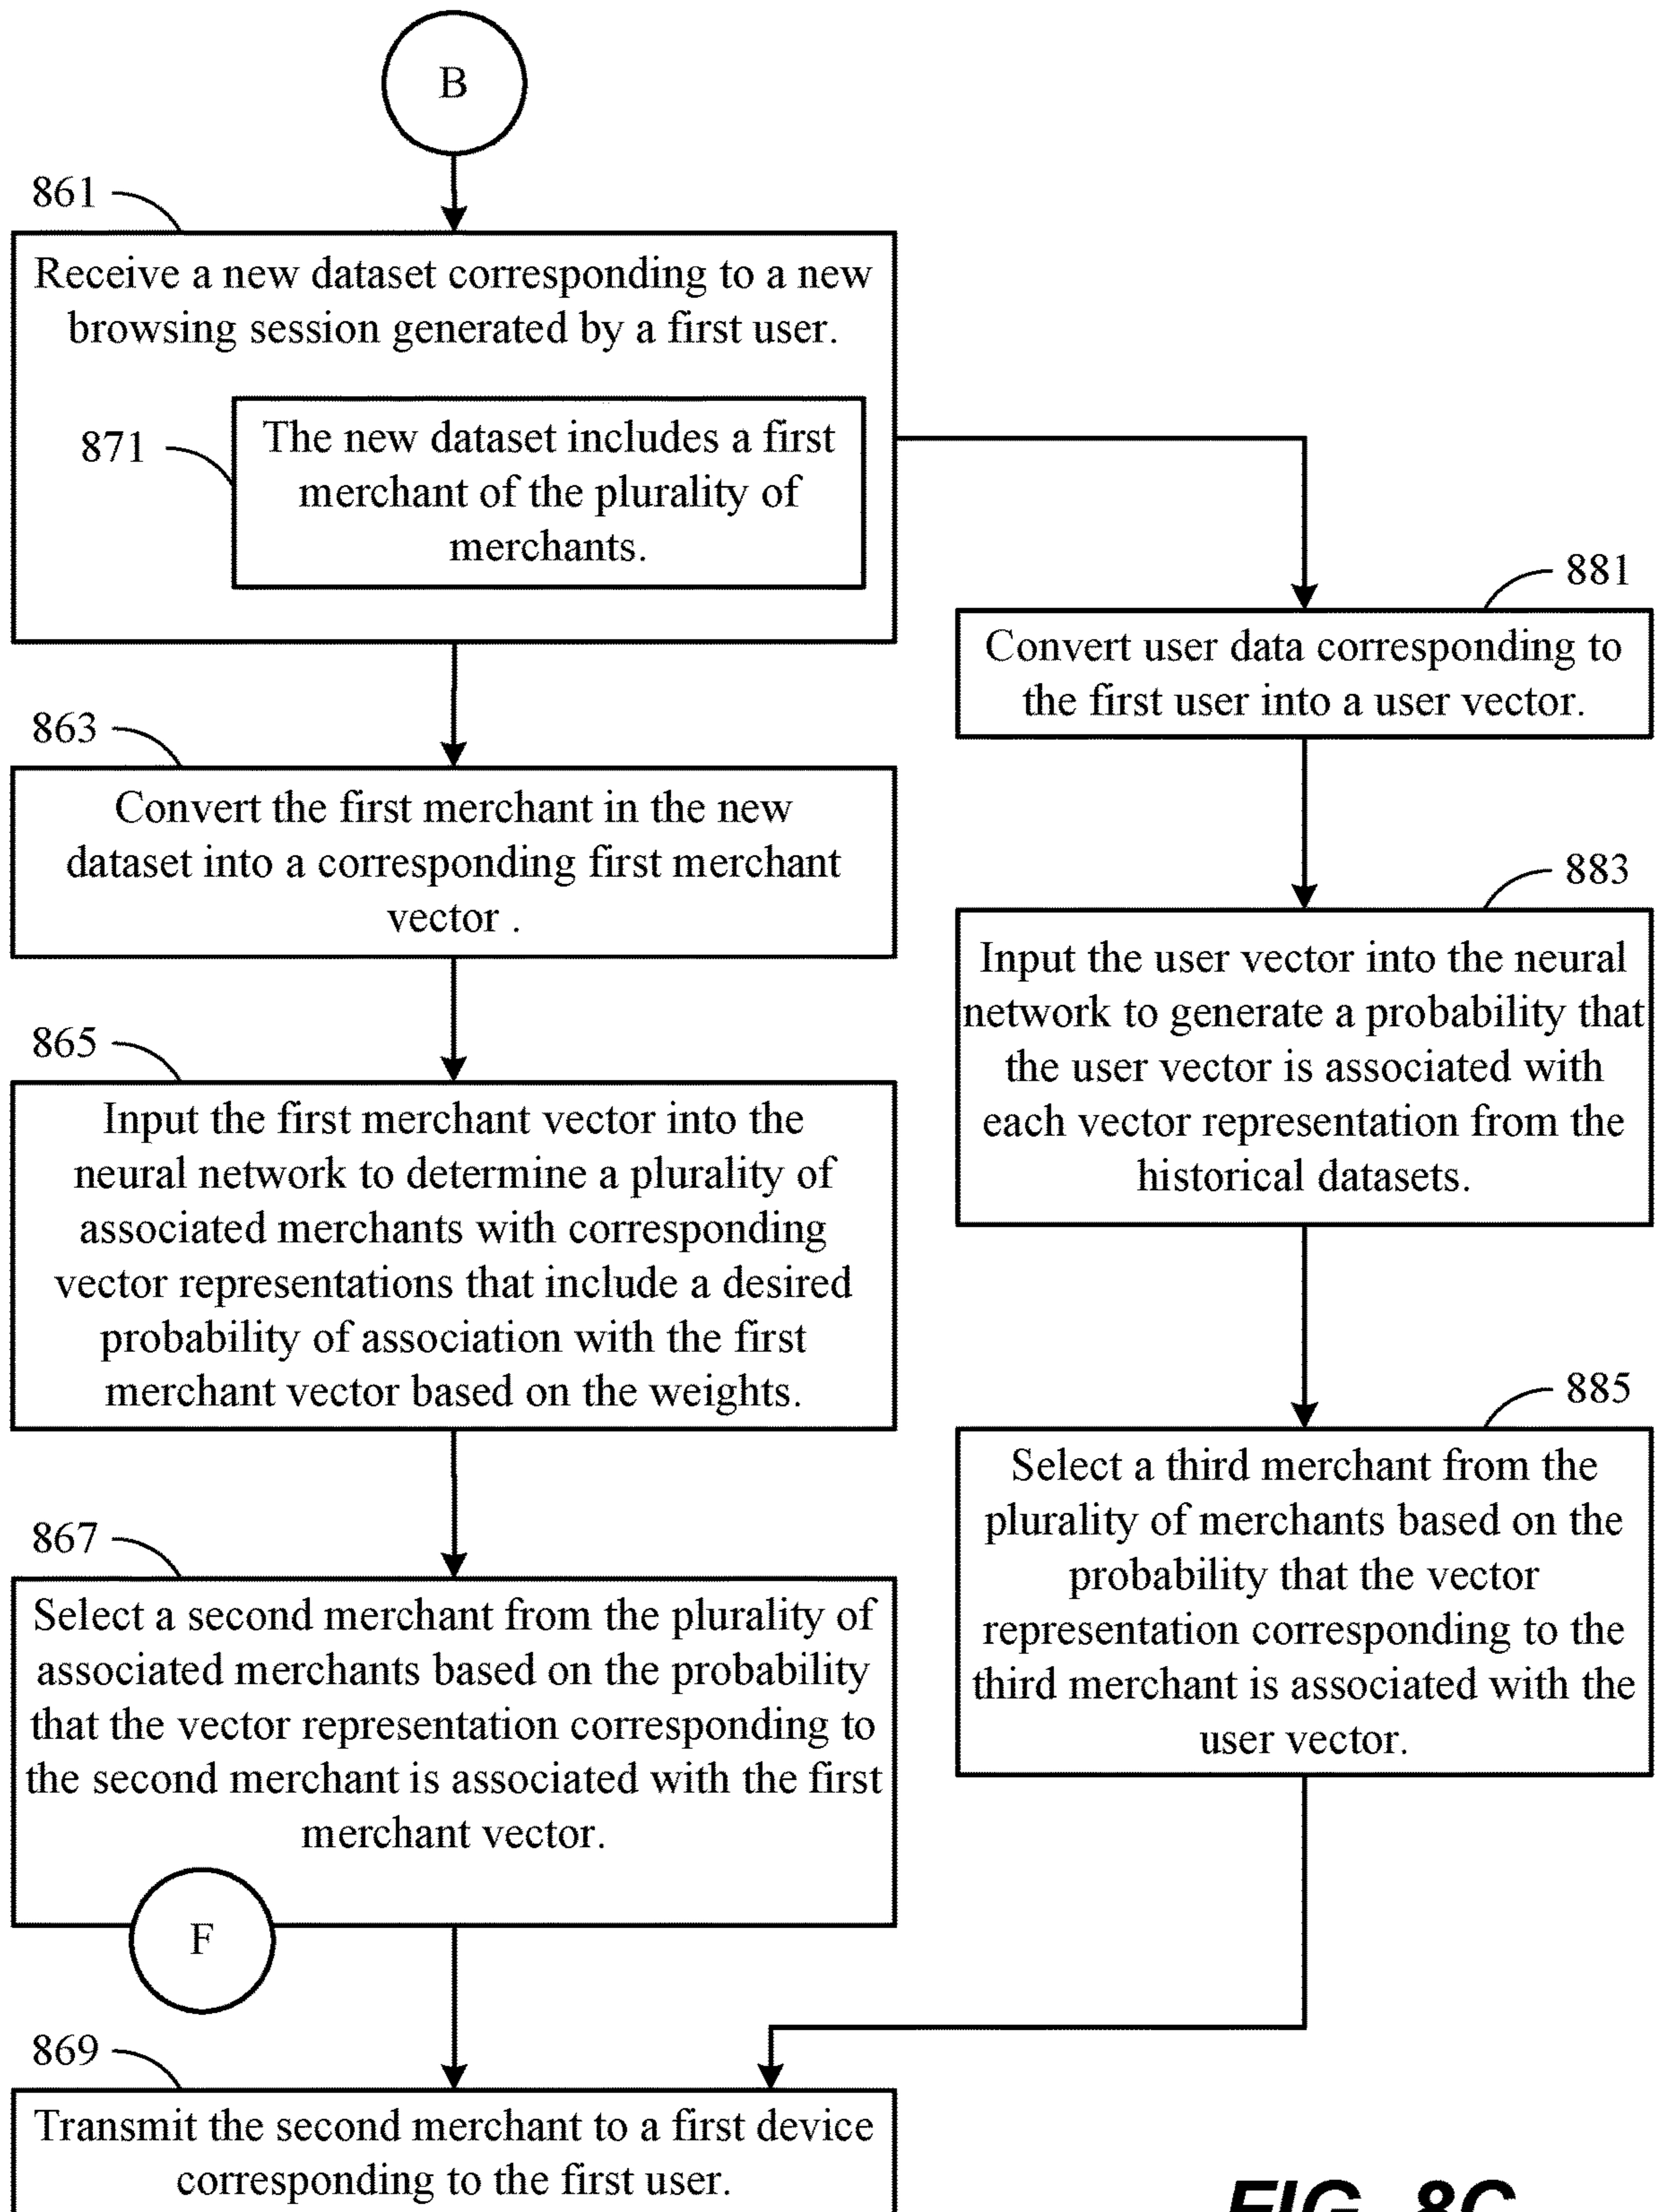 B
861
Receive a new dataset corresponding to a new
browsing session generated by a first user.
871
The new dataset includes a first
merchant of the plurality of
merchants.
863
Convert the first merchant in the new
dataset into a corresponding first merchant
vector .
865
Input the first merchant vector into the
neural network to determine a plurality of
associated merchants with corresponding
vector representations that include a desired
probability of association with the first
merchant vector based on the weights.
867
Select a second merchant from the plurality of
associated merchants based on the probability
that the vector representation corresponding to
the second merchant is associated with the first
merchant vector.
F
869
Transmit the second merchant to a first device
corresponding to the first user.
881
Convert user data corresponding to
the first user into a user vector.
883
Input the user vector into the neural
network to generate a probability that
the user vector is associated with
each vector representation from the
historical datasets.
885
Select a third merchant from the
plurality of merchants based on the
probability that the vector
representation corresponding to the
third merchant is associated with the
user vector.
FIG. 8C